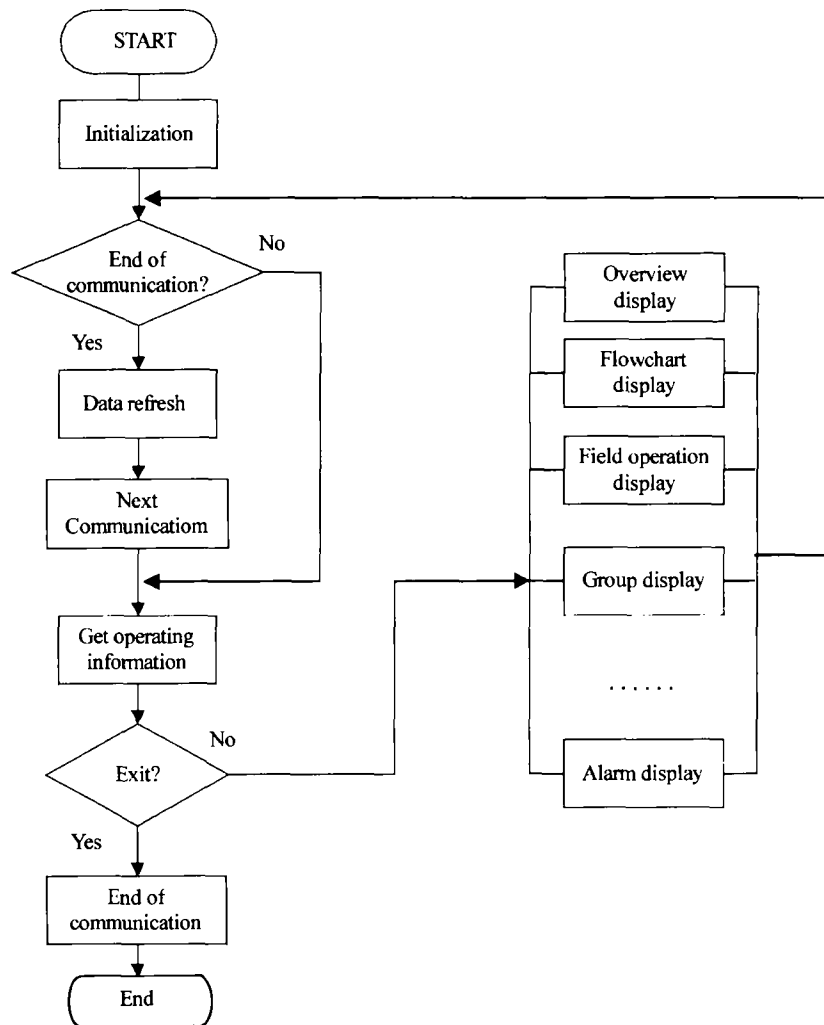 START
Initialization
End of
communication?
No
Yes
Data refresh
Next
Communicatiom
Get operating
information
Exit?
No
Yes
End of
communication
End
Overview
display
Flowchart
display
Field operation
display
Group display
......
Alarm display